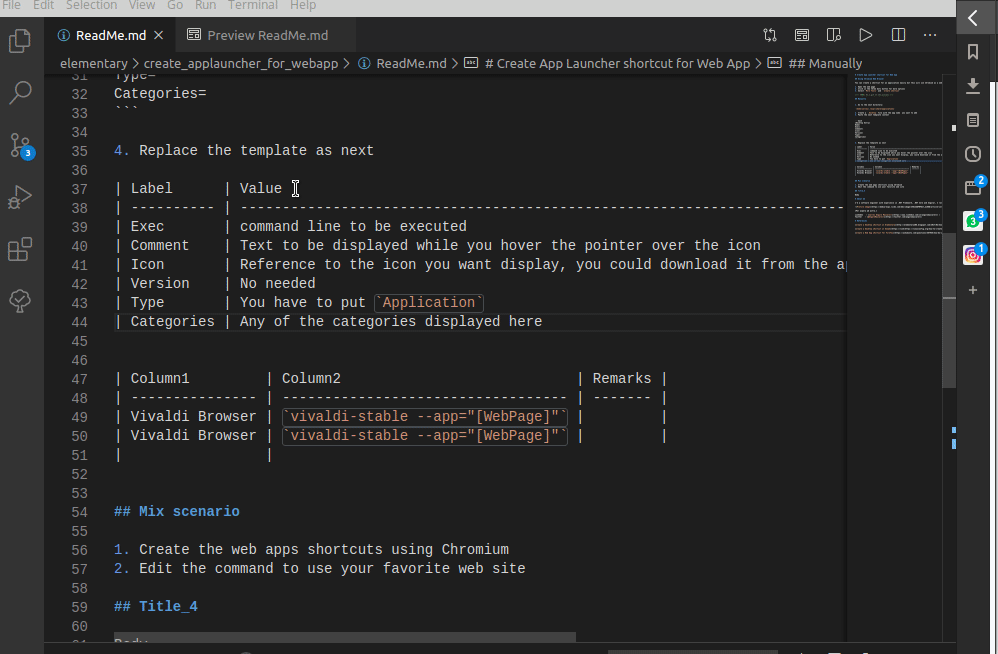 File Edit Selection View Go Run Terminal Help
ReadMe.md
Preview ReadMe.md
elementary > create_applauncher_for_webapp > ReadMe.md > # Create App Launcher shortcut for Web App > ## Manually
31 Type=
32 Categories=
33 ```
34
35 4. Replace the template as next
36
37 | Label | Value
38 | ---------- | ------------------------------------------------------------------------
39 | Exec | command line to be executed
40 | Comment | Text to be displayed while you hover the pointer over the icon
41 | Icon | Reference to the icon you want display, you could download it from the a
42 | Version | No needed
43 | Type | You have to put `Application`
44 | Categories | Any of the categories displayed here
45
46
47 | Column1 | Column2 | Remarks |
48 | --------------- | ---------------------------------- | ------- |
49 | Vivaldi Browser | `vivaldi-stable --app="[WebPage]"` | |
50 | Vivaldi Browser | `vivaldi-stable --app="[WebPage]"` | |
51 | |
52
53
54 ## Mix scenario
55
56 1. Create the web apps shortcuts using Chromium
57 2. Edit the command to use your favorite web site
58
59 ## Title_4
60
61 Body
3
2
3
3
1